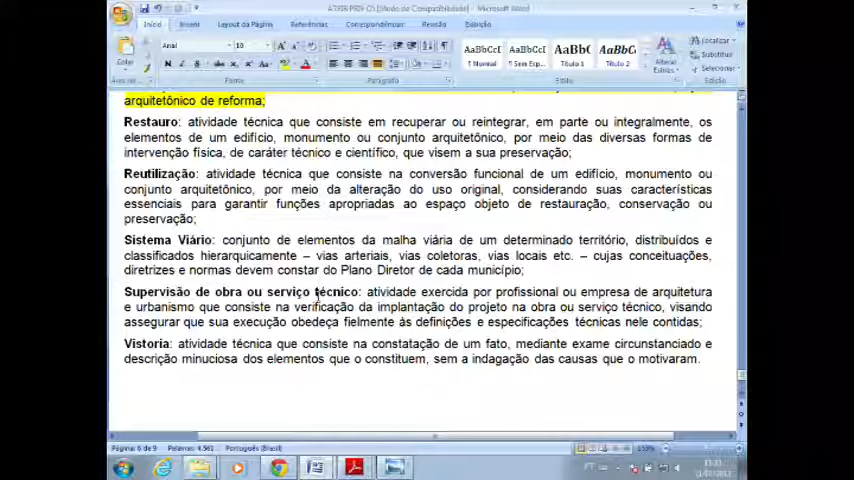 AT3ER PROV CO [Modo de Compatibilidade] - Microsoft Word
Início Inserir Layout da Página Referências Correspondências Revisão Exibição
Arial 10 AaBbCcI AaBbCcI AaBbC AaBbCc Localizar
Substituir
Colar N I S ¶ Normal ¶ Sem Esp... Título 1 Título 2 Alterar Selecionar
Fonte Parágrafo Estilo Edição
arquitetônico de reforma;
Restauro: atividade técnica que consiste em recuperar ou reintegrar, em parte ou integralmente, os
elementos de um edifício, monumento ou conjunto arquitetônico, por meio das diversas formas de
intervenção física, de caráter técnico e científico, que visem a sua preservação;
Reutilização: atividade técnica que consiste na conversão funcional de um edifício, monumento ou
conjunto arquitetônico, por meio da alteração do uso original, considerando suas características
essenciais para garantir funções apropriadas ao espaço objeto de restauração, conservação ou
preservação;
Sistema Viário: conjunto de elementos da malha viária de um determinado território, distribuídos e
classificados hierarquicamente – vias arteriais, vias coletoras, vias locais etc. – cujas conceituações,
diretrizes e normas devem constar do Plano Diretor de cada município;
Supervisão de obra ou serviço técnico: atividade exercida por profissional ou empresa de arquitetura
e urbanismo que consiste na verificação da implantação do projeto na obra ou serviço técnico, visando
assegurar que sua execução obedeça fielmente às definições e especificações técnicas nele contidas;
Vistoria: atividade técnica que consiste na constatação de um fato, mediante exame circunstanciado e
descrição minuciosa dos elementos que o constituem, sem a indagação das causas que o motivaram.
Página: 6 de 9 Palavras: 4.561 Português (Brasil)
PT